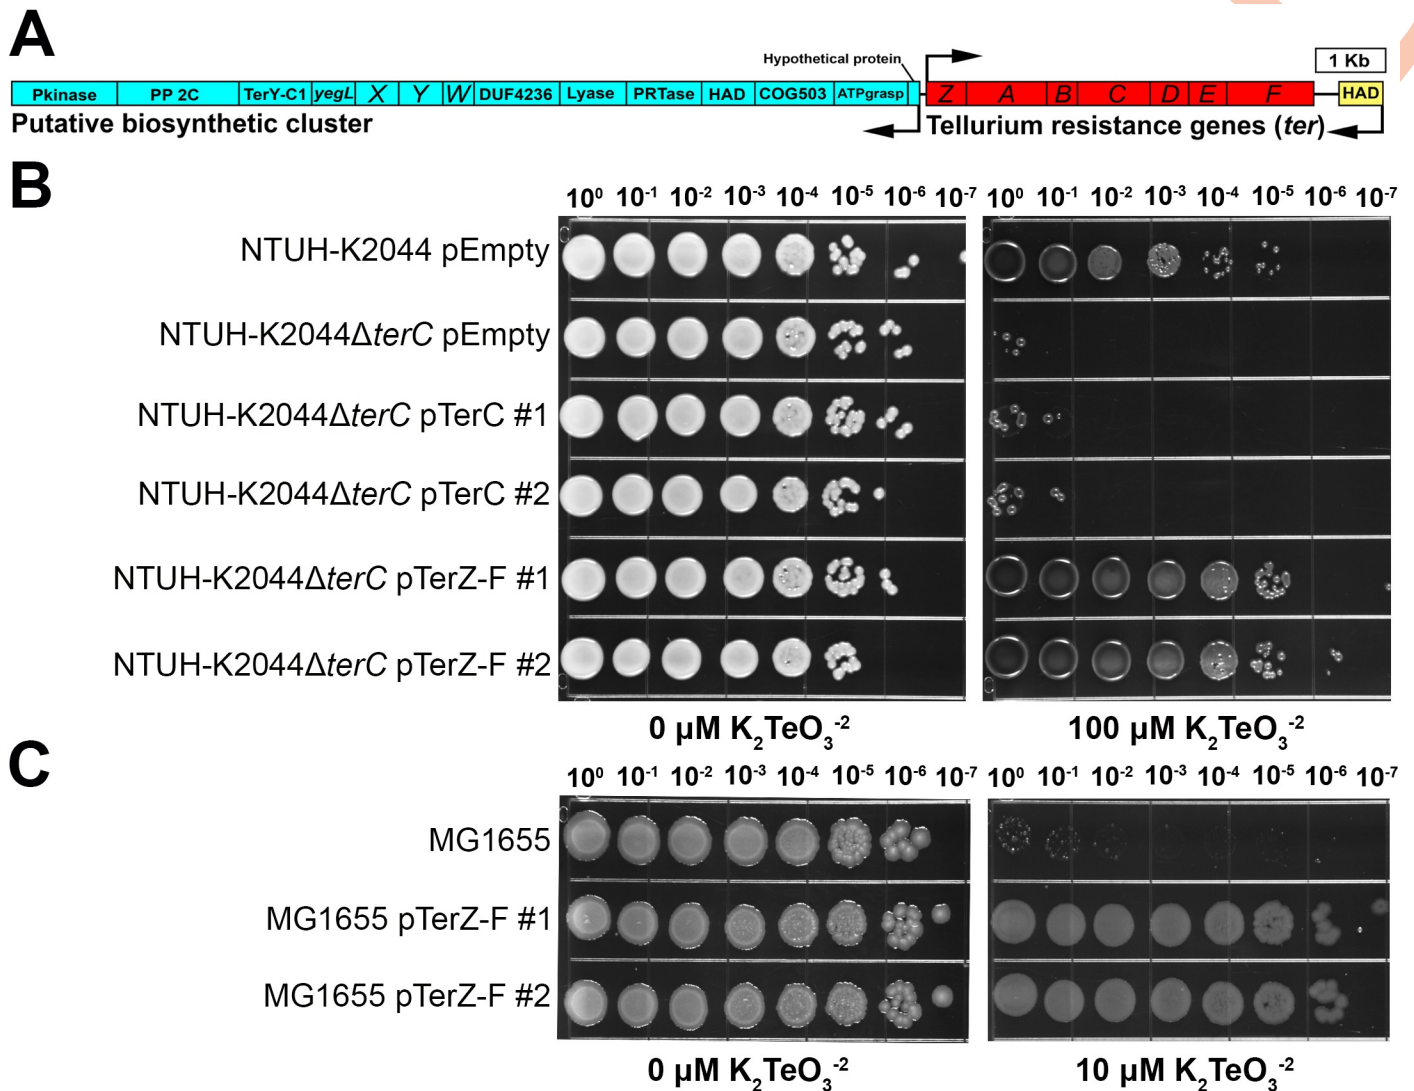 A
Hypothetical protein
1 Kb
Pkinase PP 2C TerY-C1 yegL X Y W DUF4236 Lyase PRTase HAD COG503 ATPgrasp Z A B C D E F HAD
Putative biosynthetic cluster Tellurium resistance genes (ter)
B
10⁰ 10⁻¹ 10⁻² 10⁻³ 10⁻⁴ 10⁻⁵ 10⁻⁶ 10⁻⁷ 10⁰ 10⁻¹ 10⁻² 10⁻³ 10⁻⁴ 10⁻⁵ 10⁻⁶ 10⁻⁷
NTUH-K2044 pEmpty
NTUH-K2044ΔterC pEmpty
NTUH-K2044ΔterC pTerC #1
NTUH-K2044ΔterC pTerC #2
NTUH-K2044ΔterC pTerZ-F #1
NTUH-K2044ΔterC pTerZ-F #2
0 µM K₂TeO₃⁻² 100 µM K₂TeO₃⁻²
C
10⁰ 10⁻¹ 10⁻² 10⁻³ 10⁻⁴ 10⁻⁵ 10⁻⁶ 10⁻⁷ 10⁰ 10⁻¹ 10⁻² 10⁻³ 10⁻⁴ 10⁻⁵ 10⁻⁶ 10⁻⁷
MG1655
MG1655 pTerZ-F #1
MG1655 pTerZ-F #2
0 µM K₂TeO₃⁻² 10 µM K₂TeO₃⁻²